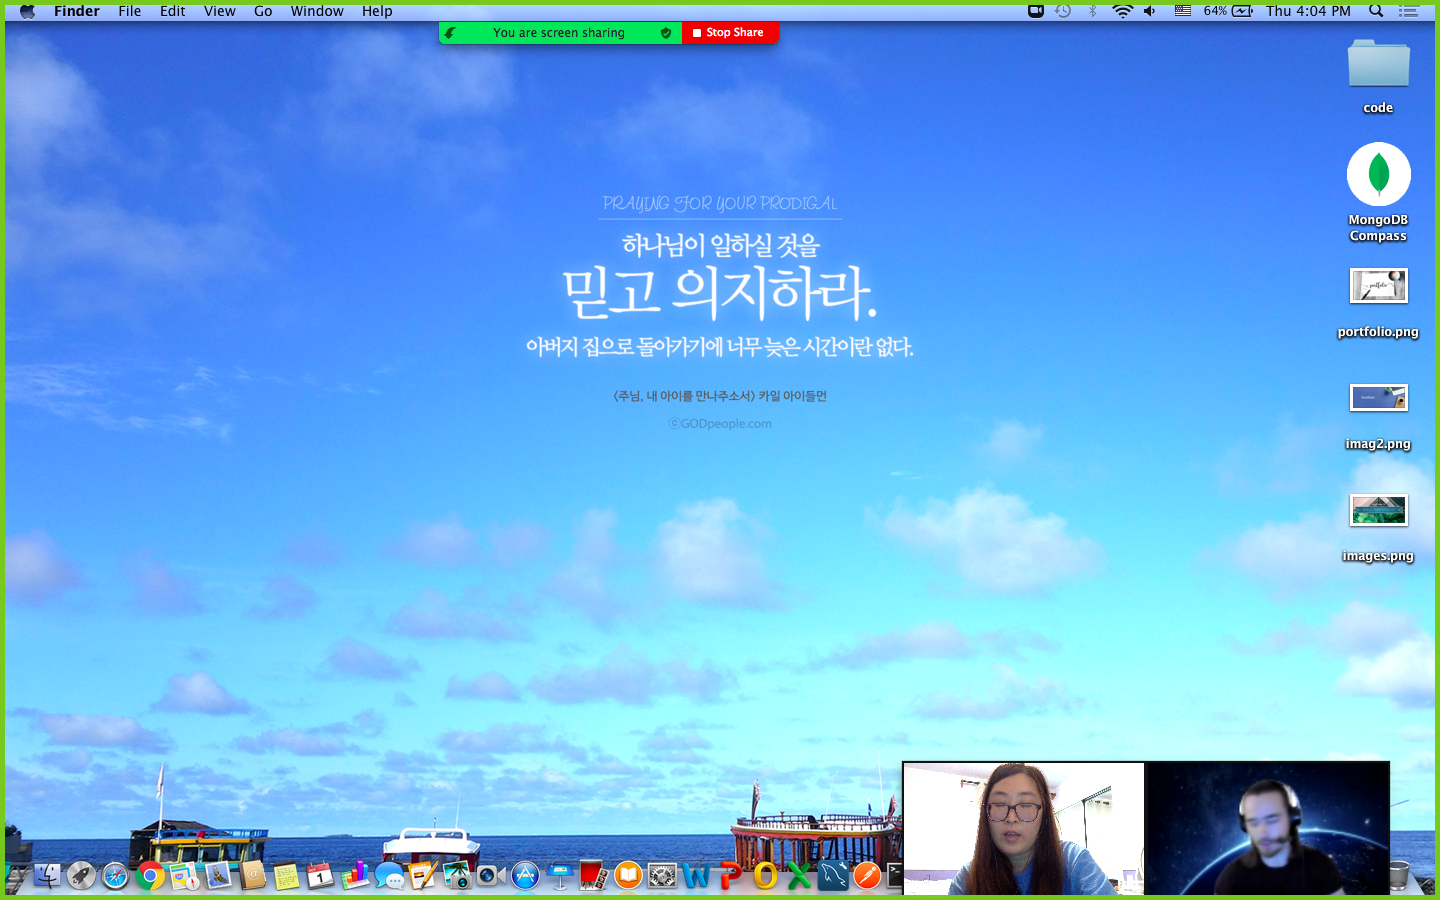 Finder File Edit View Go Window Help 64% Thu 4:04 PM
You are screen sharing Stop Share
code
PRAYING FOR YOUR PRODIGAL
MongoDB
Compass
하나님이 일하실 것을
믿고 의지하라.
portfolio.png
아버지 집으로 돌아가기에 너무 늦은 시간이란 없다.
<주님, 내 아이를 만나주소서> 카일 아이들먼
©GODpeople.com
imag2.png
images.png